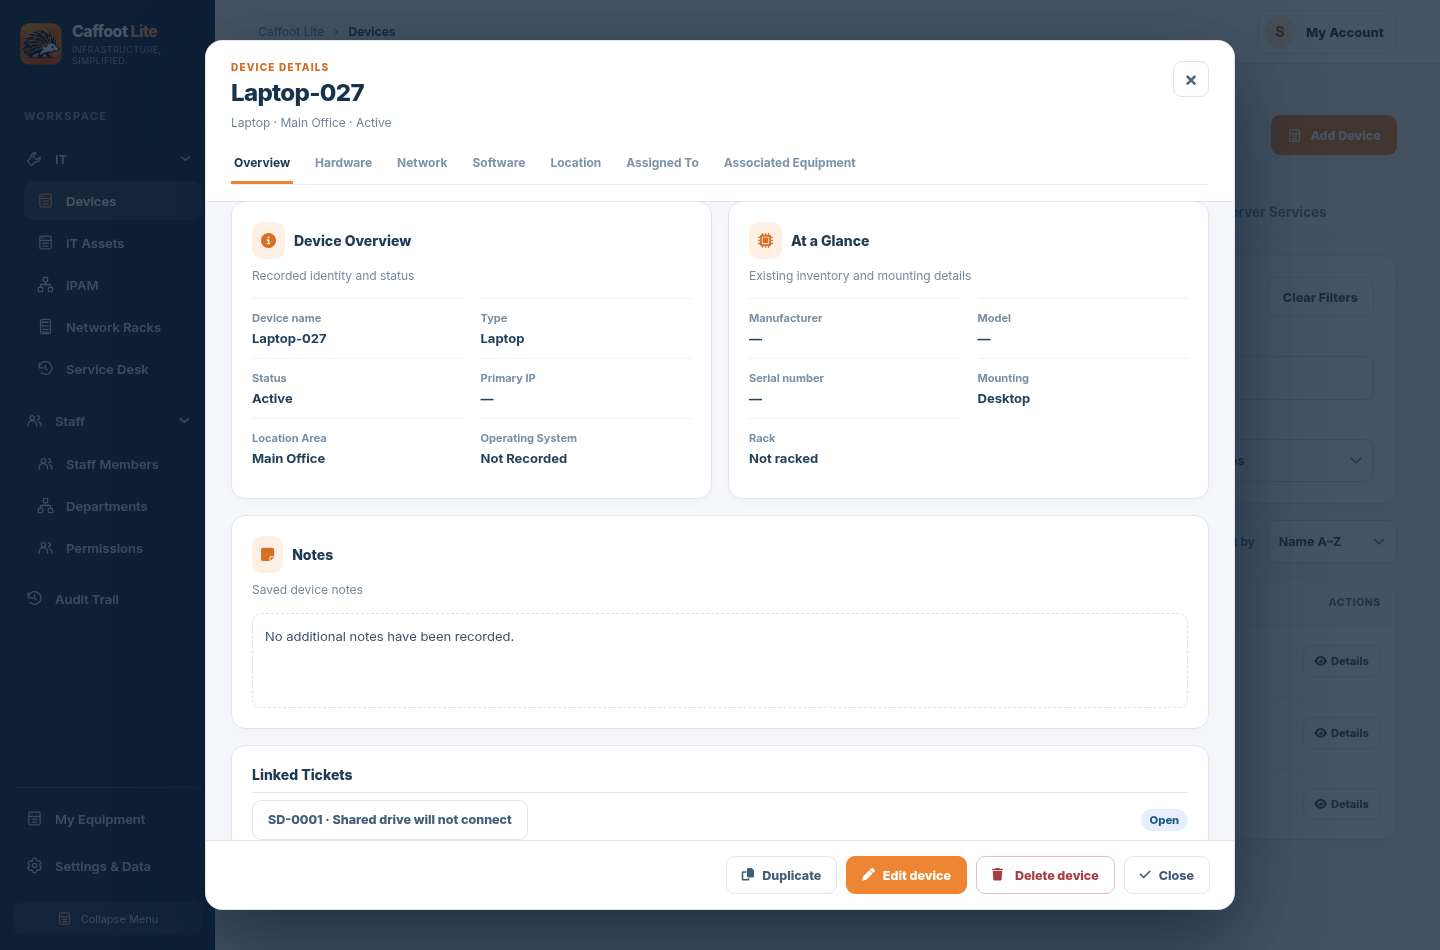 Caffoot Lite
INFRASTRUCTURE,
SIMPLIFIED.
WORKSPACE
IT
Devices
IT Assets
IPAM
Network Racks
Service Desk
Staff
Staff Members
Departments
Permissions
Audit Trail
My Equipment
Settings & Data
Collapse Menu
Caffoot Lite › Devices
S My Account
Add Device
Server Services
Clear Filters
by Name A–Z
ACTIONS
Details
Details
Details
DEVICE DETAILS
Laptop-027
Laptop · Main Office · Active
Overview Hardware Network Software Location Assigned To Associated Equipment
Device Overview
Recorded identity and status
Device name Type
Laptop-027 Laptop
Status Primary IP
Active —
Location Area Operating System
Main Office Not Recorded
At a Glance
Existing inventory and mounting details
Manufacturer Model
— —
Serial number Mounting
— Desktop
Rack
Not racked
Notes
Saved device notes
No additional notes have been recorded.
Linked Tickets
SD-0001 · Shared drive will not connect Open
Duplicate Edit device Delete device Close